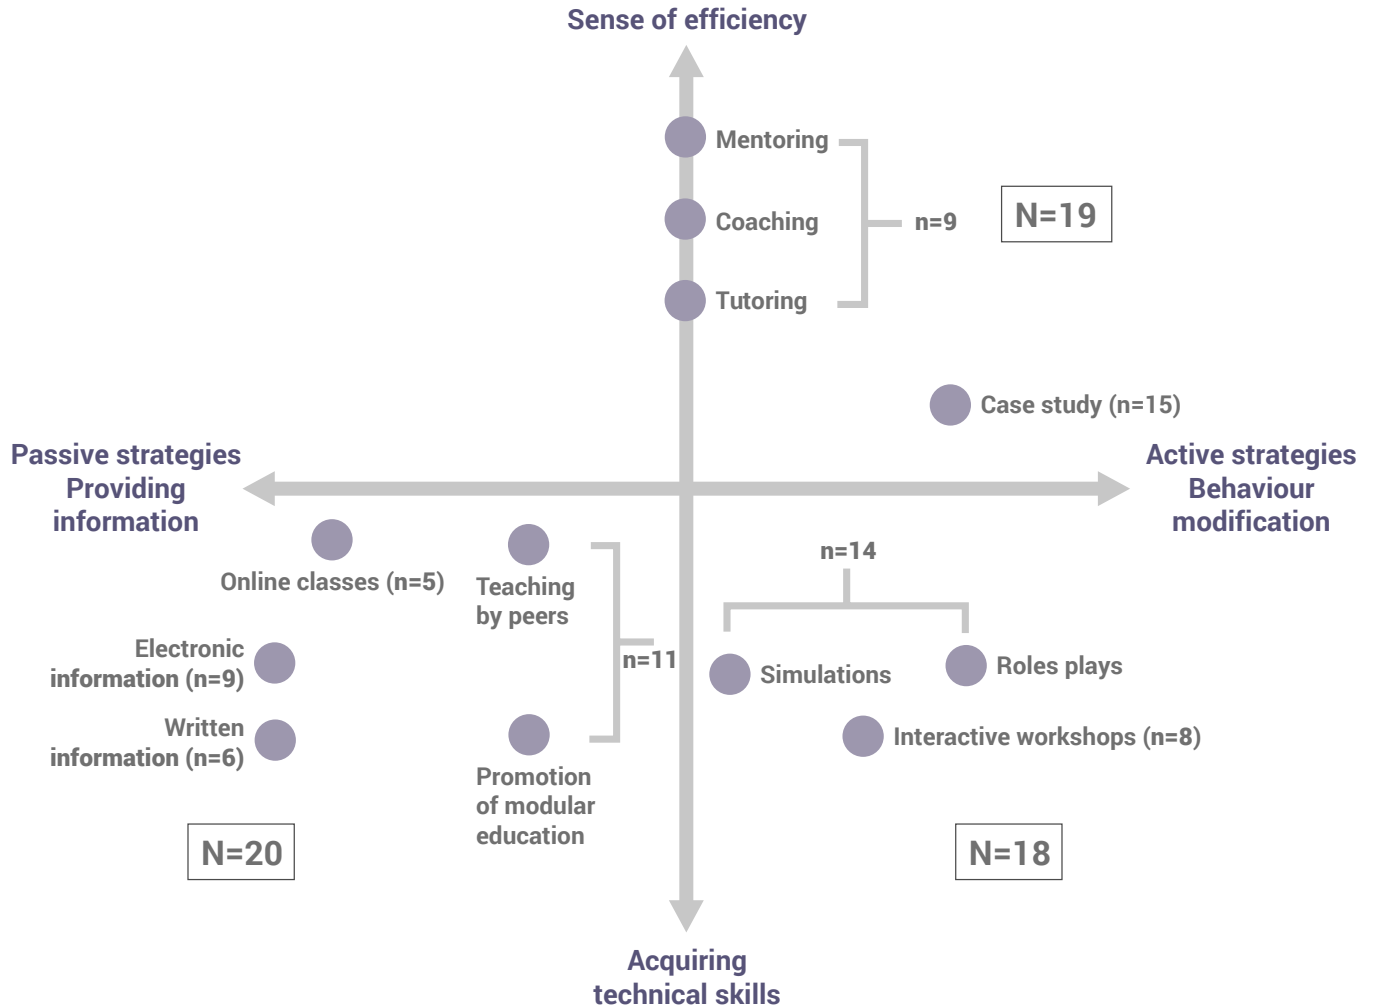 Sense of efficiency
Mentoring
Coaching
Tutoring
n=9
N=19
Case study (n=15)
Passive strategies
Providing
information
Active strategies
Behaviour
modification
Online classes (n=5)
Teaching
by peers
n=11
Electronic
information (n=9)
Written
information (n=6)
Promotion
of modular
education
N=20
n=14
Simulations
Roles plays
Interactive workshops (n=8)
N=18
Acquiring
technical skills